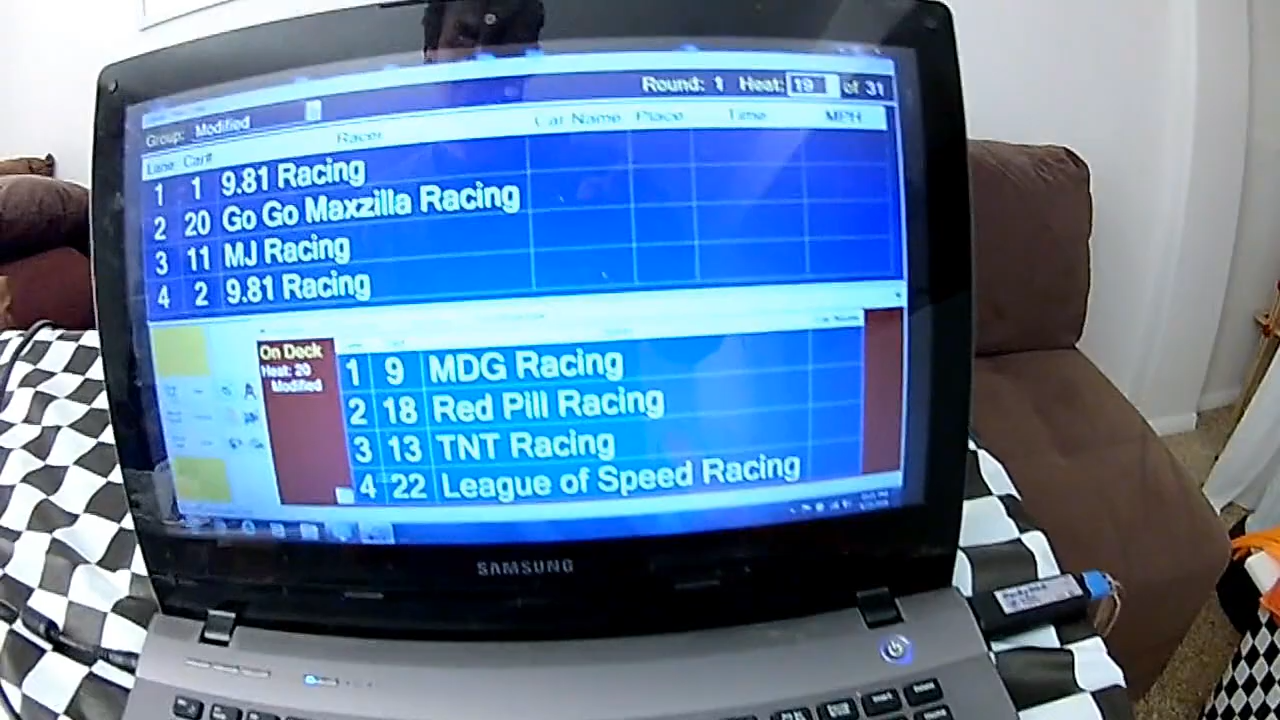 Round: 1 Heat: 19 of 31
Group: Modified
Lane Car# Racer Car Name Place Time MPH
1 1 9.81 Racing
2 20 Go Go Maxzilla Racing
3 11 MJ Racing
4 2 9.81 Racing
On Deck
Heat: 20
Modified
1 9 MDG Racing
2 18 Red Pill Racing
3 13 TNT Racing
4 22 League of Speed Racing
SAMSUNG